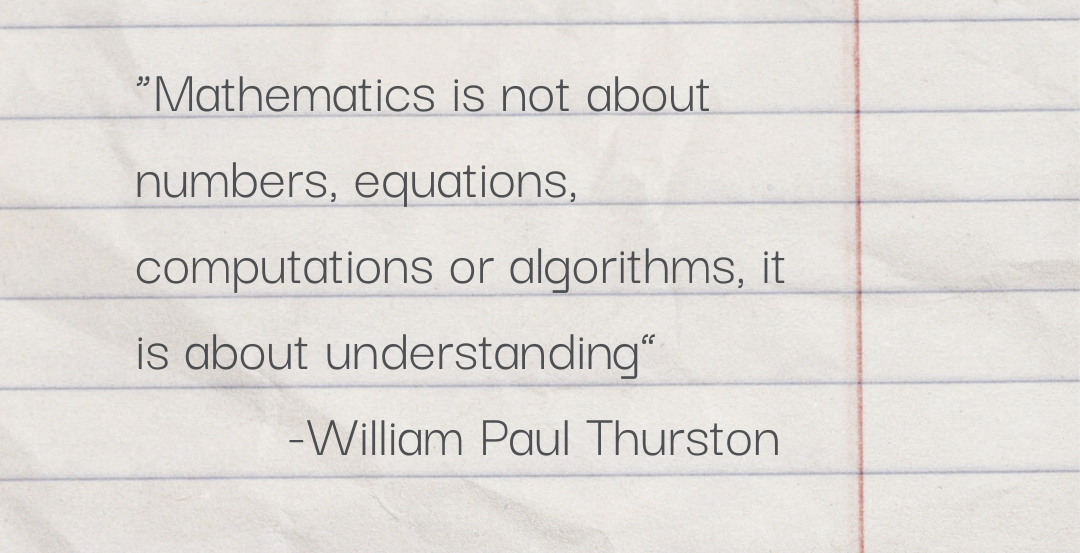 ”Mathematics is not about
numbers, equations,
computations or algorithms, it
is about understanding“
-William Paul Thurston